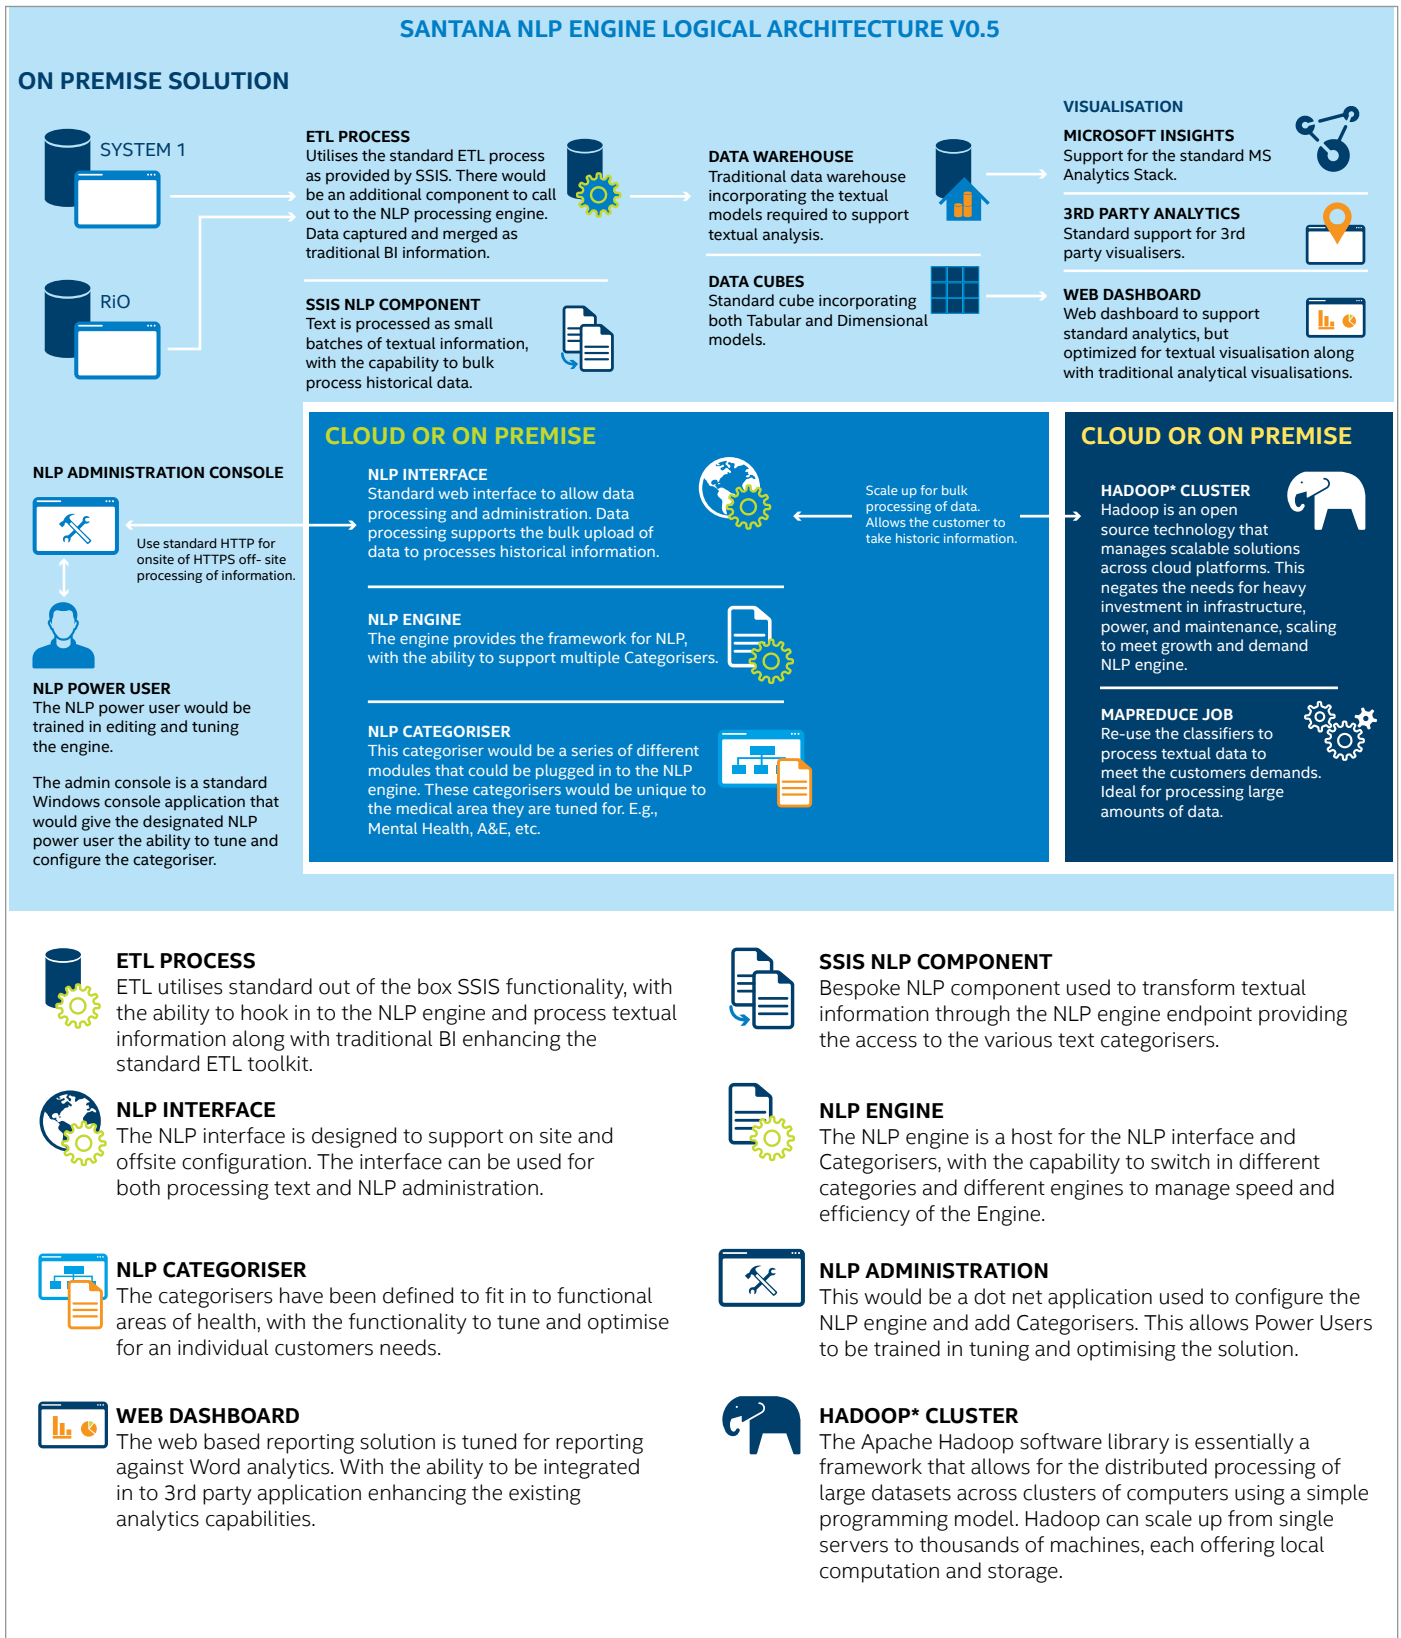 SANTANA NLP ENGINE LOGICAL ARCHITECTURE V0.5
ON PREMISE SOLUTION
SYSTEM 1
RiO
ETL PROCESS
Utilises the standard ETL process
as provided by SSIS. There would
be an additional component to call
out to the NLP processing engine.
Data captured and merged as
traditional BI information.
SSIS NLP COMPONENT
Text is processed as small
batches of textual information,
with the capability to bulk
process historical data.
DATA WAREHOUSE
Traditional data warehouse
incorporating the textual
models required to support
textual analysis.
DATA CUBES
Standard cube incorporating
both Tabular and Dimensional
models.
VISUALISATION
MICROSOFT INSIGHTS
Support for the standard MS
Analytics Stack.
3RD PARTY ANALYTICS
Standard support for 3rd
party visualisers.
WEB DASHBOARD
Web dashboard to support
standard analytics, but
optimized for textual visualisation along
with traditional analytical visualisations.
NLP ADMINISTRATION CONSOLE
Use standard HTTP for
onsite of HTTPS off- site
processing of information.
NLP POWER USER
The NLP power user would be
trained in editing and tuning
the engine.
The admin console is a standard
Windows console application that
would give the designated NLP
power user the ability to tune and
configure the categoriser.
CLOUD OR ON PREMISE
NLP INTERFACE
Standard web interface to allow data
processing and administration. Data
processing supports the bulk upload of
data to processes historical information.
NLP ENGINE
The engine provides the framework for NLP,
with the ability to support multiple Categorisers.
NLP CATEGORISER
This categoriser would be a series of different
modules that could be plugged in to the NLP
engine. These categorisers would be unique to
the medical area they are tuned for. E.g.,
Mental Health, A&E, etc.
Scale up for bulk
processing of data.
Allows the customer to
take historic information.
CLOUD OR ON PREMISE
HADOOP* CLUSTER
Hadoop is an open
source technology that
manages scalable solutions
across cloud platforms. This
negates the needs for heavy
investment in infrastructure,
power, and maintenance, scaling
to meet growth and demand
NLP engine.
MAPREDUCE JOB
Re-use the classifiers to
process textual data to
meet the customers demands.
Ideal for processing large
amounts of data.
ETL PROCESS
ETL utilises standard out of the box SSIS functionality, with
the ability to hook in to the NLP engine and process textual
information along with traditional BI enhancing the
standard ETL toolkit.
SSIS NLP COMPONENT
Bespoke NLP component used to transform textual
information through the NLP engine endpoint providing
the access to the various text categorisers.
NLP INTERFACE
The NLP interface is designed to support on site and
offsite configuration. The interface can be used for
both processing text and NLP administration.
NLP ENGINE
The NLP engine is a host for the NLP interface and
Categorisers, with the capability to switch in different
categories and different engines to manage speed and
efficiency of the Engine.
NLP CATEGORISER
The categorisers have been defined to fit in to functional
areas of health, with the functionality to tune and optimise
for an individual customers needs.
NLP ADMINISTRATION
This would be a dot net application used to configure the
NLP engine and add Categorisers. This allows Power Users
to be trained in tuning and optimising the solution.
WEB DASHBOARD
The web based reporting solution is tuned for reporting
against Word analytics. With the ability to be integrated
in to 3rd party application enhancing the existing
analytics capabilities.
HADOOP* CLUSTER
The Apache Hadoop software library is essentially a
framework that allows for the distributed processing of
large datasets across clusters of computers using a simple
programming model. Hadoop can scale up from single
servers to thousands of machines, each offering local
computation and storage.